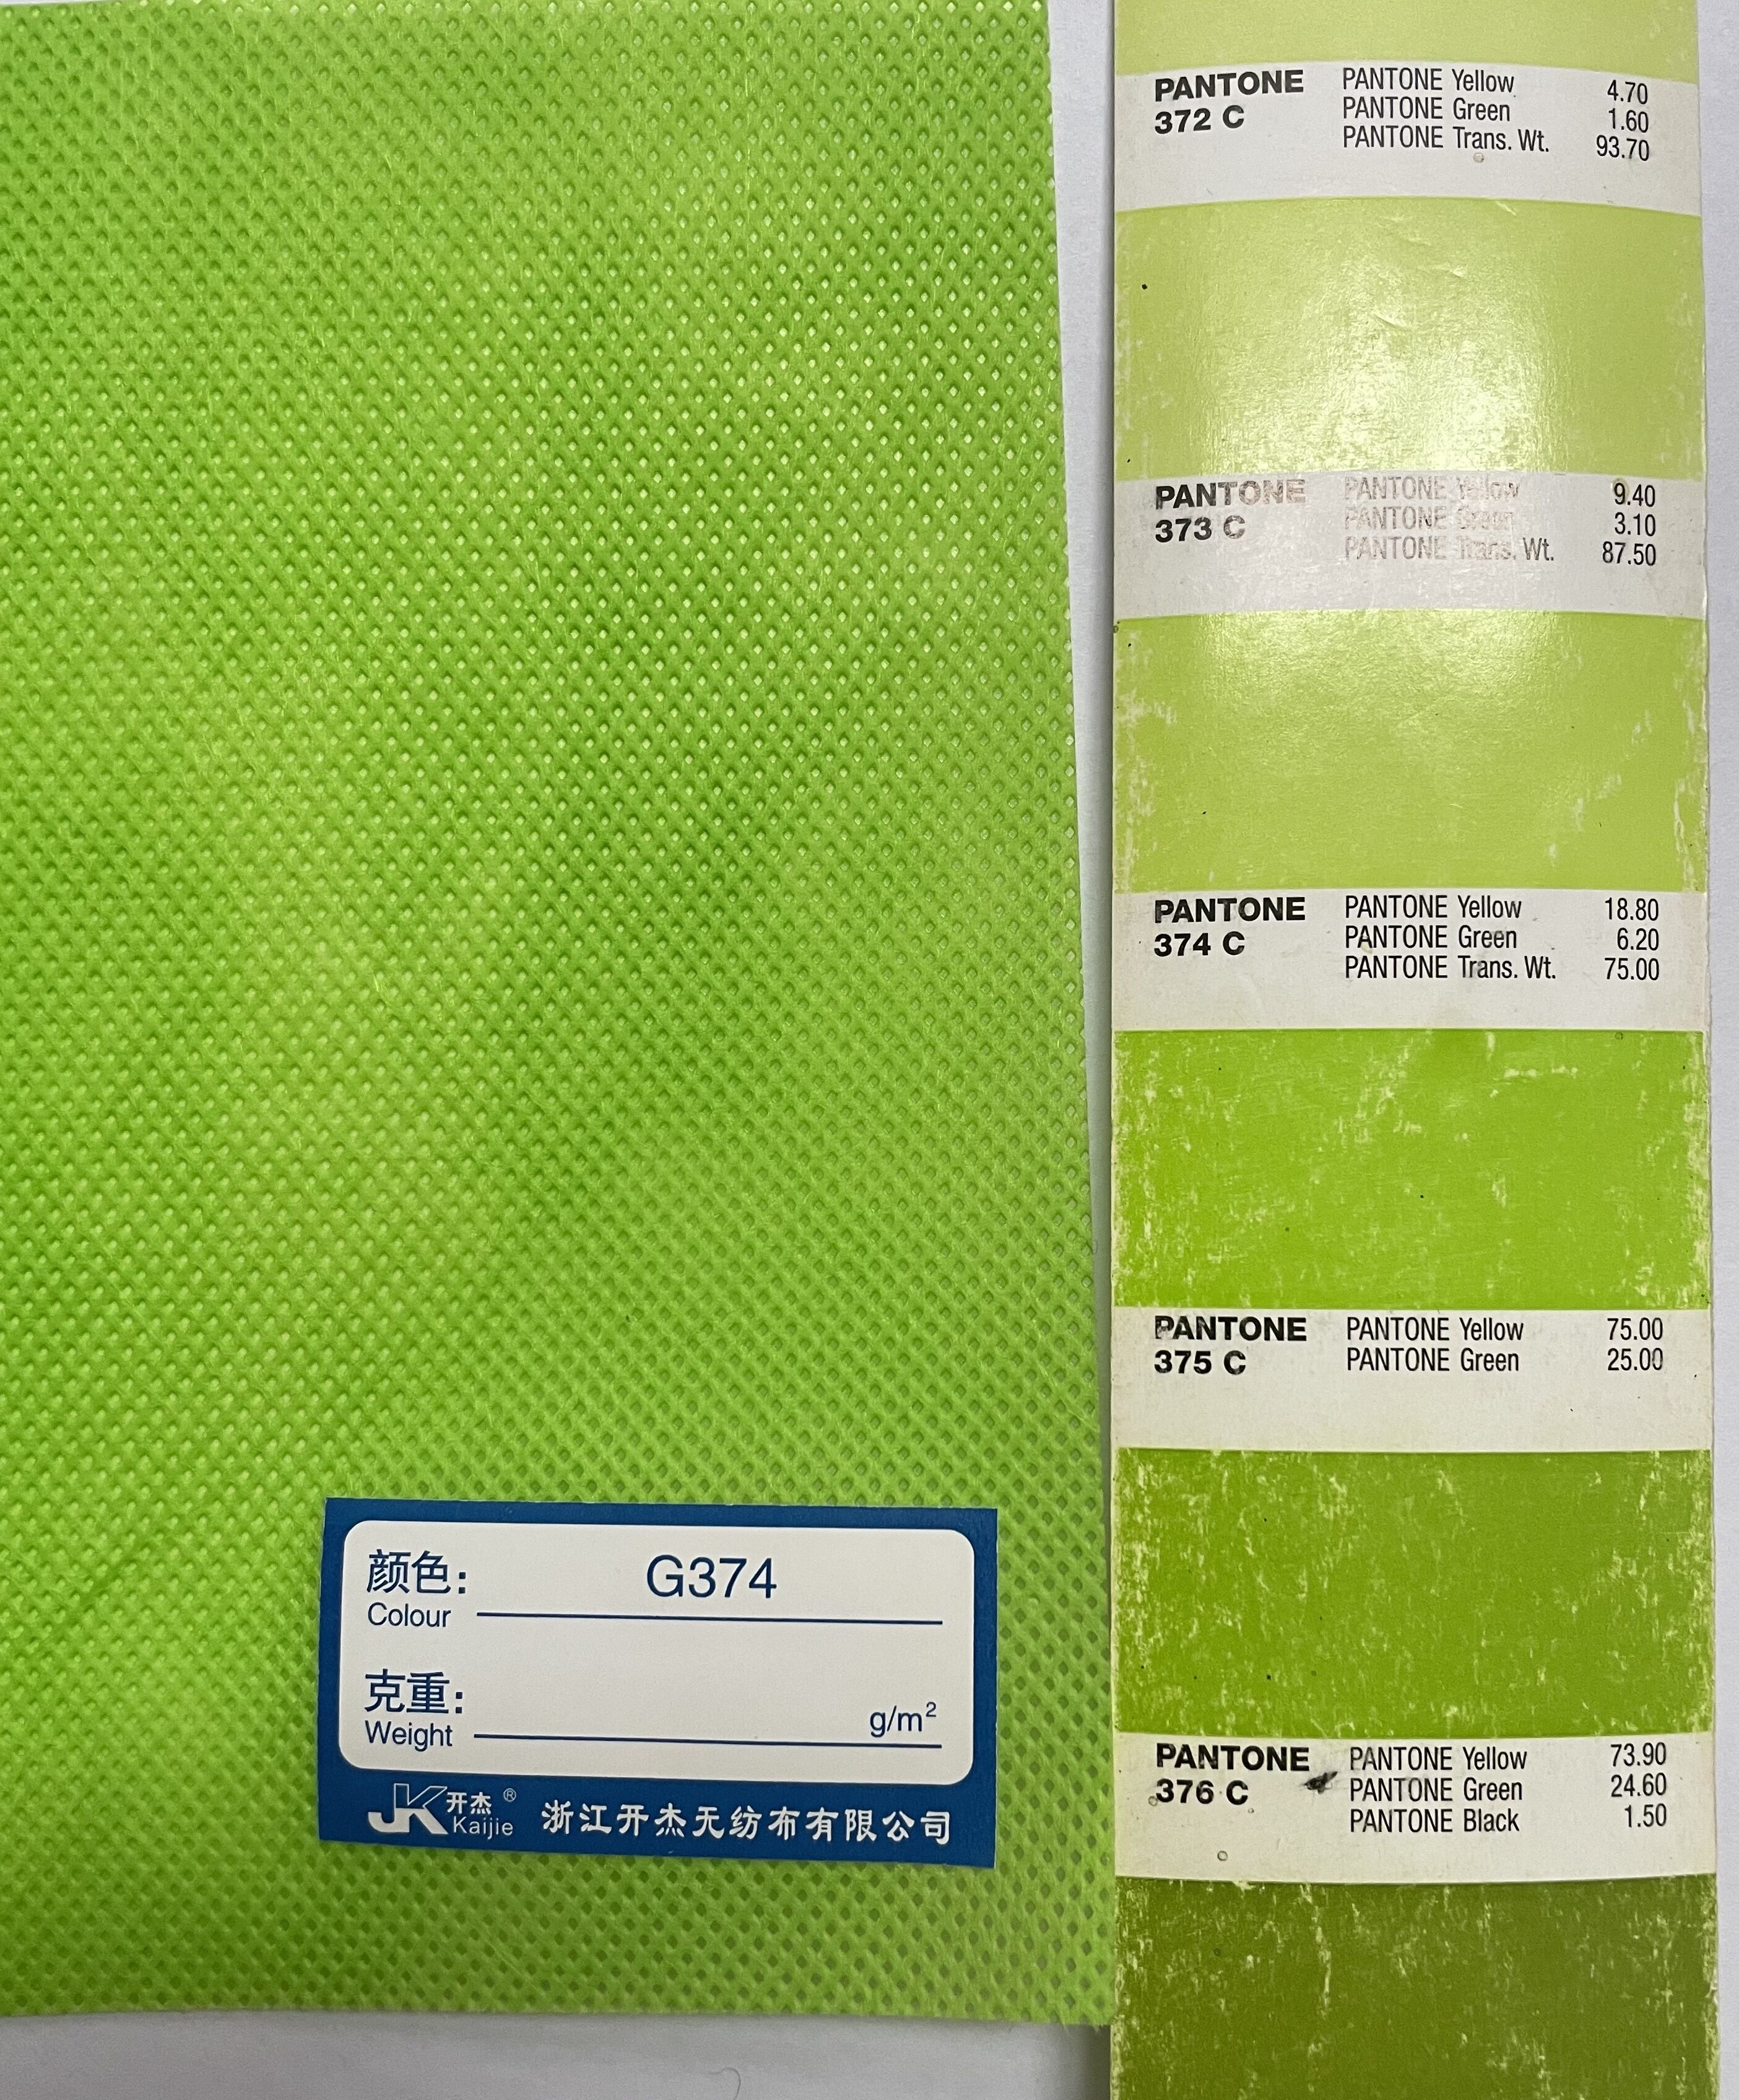 颜色: G374
Colour
克重:
Weight g/m²
JK 开杰 ®
Kaijie 浙江开杰无纺布有限公司
PANTONE PANTONE Yellow 4.70
372 C PANTONE Green 1.60
PANTONE Trans. Wt. 93.70
PANTONE PANTONE Yellow 9.40
373 C PANTONE Green 3.10
PANTONE Trans. Wt. 87.50
PANTONE PANTONE Yellow 18.80
374 C PANTONE Green 6.20
PANTONE Trans. Wt. 75.00
PANTONE PANTONE Yellow 75.00
375 C PANTONE Green 25.00
PANTONE PANTONE Yellow 73.90
376 C PANTONE Green 24.60
PANTONE Black 1.50